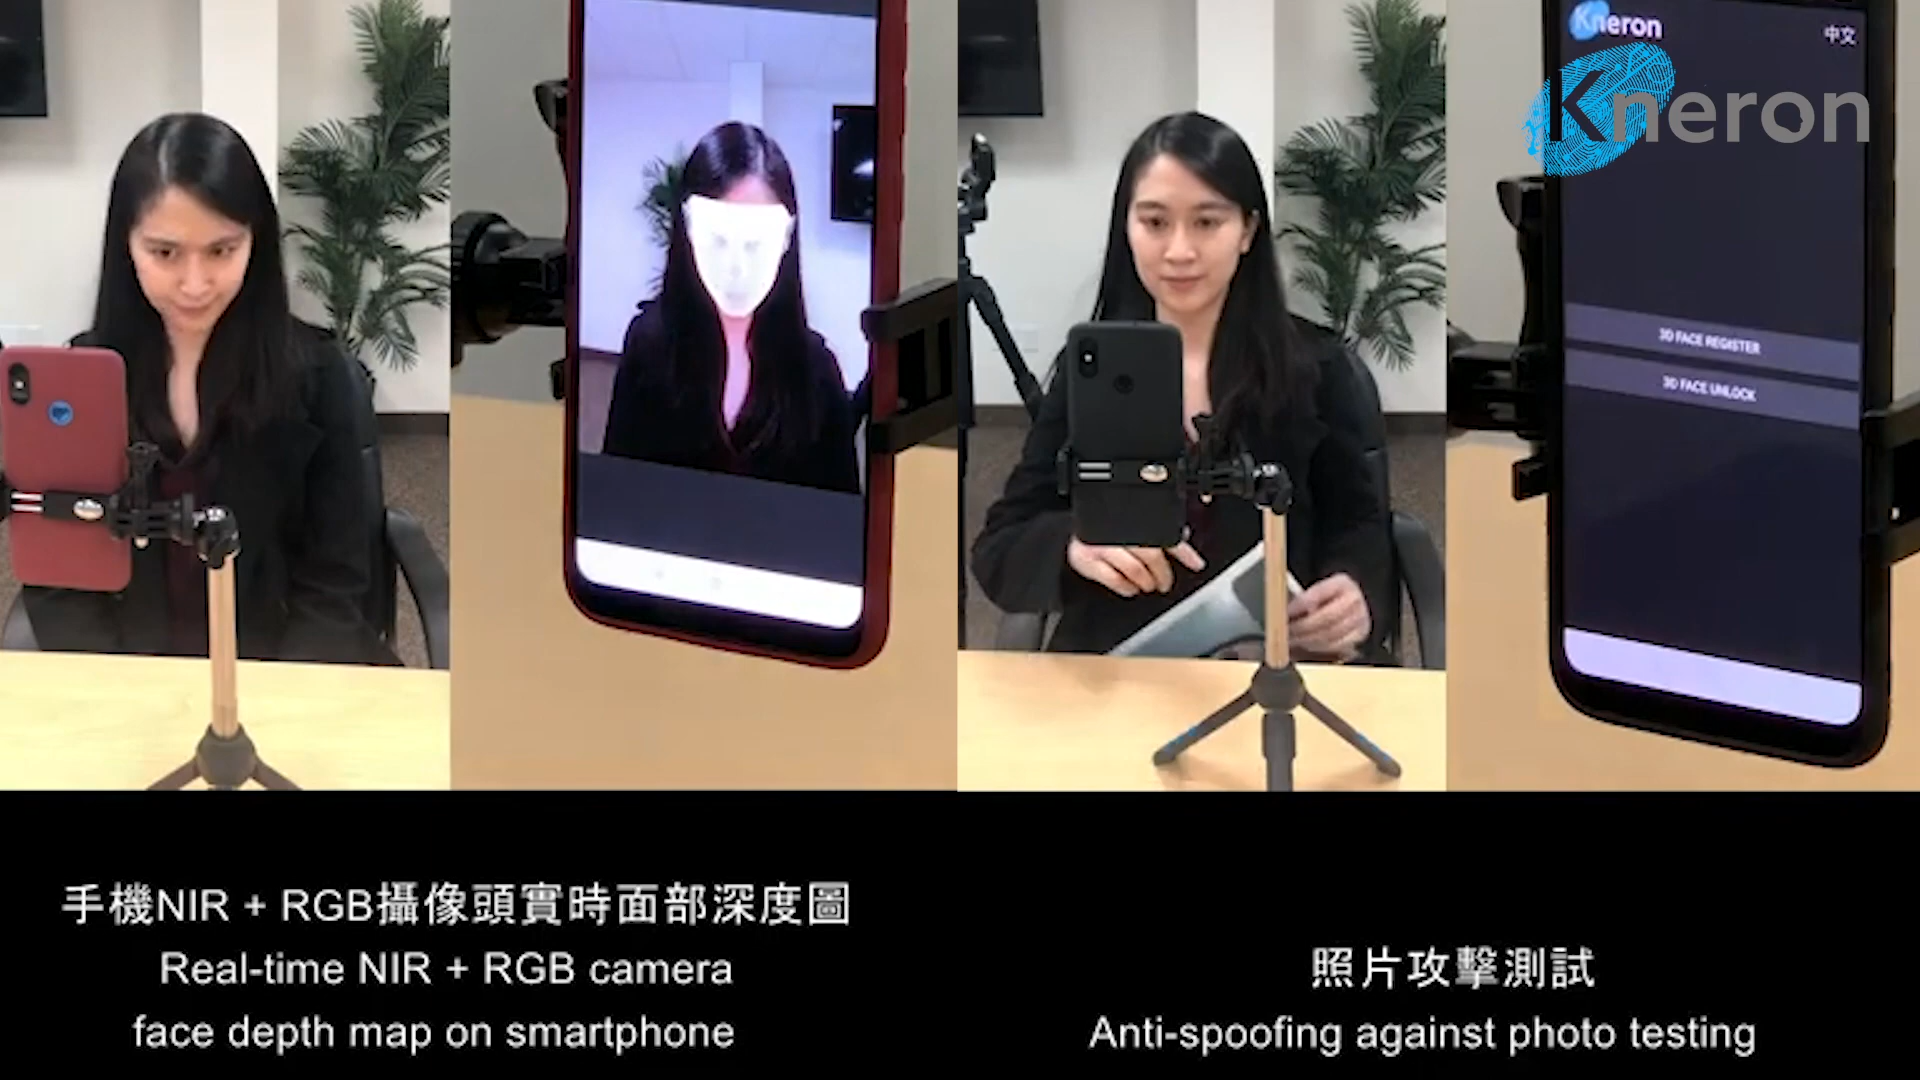 Kneron
中文
Kneron
3D FACE REGISTER
3D FACE UNLOCK
手機NIR + RGB攝像頭實時面部深度圖
Real-time NIR + RGB camera
face depth map on smartphone
照片攻擊測試
Anti-spoofing against photo testing